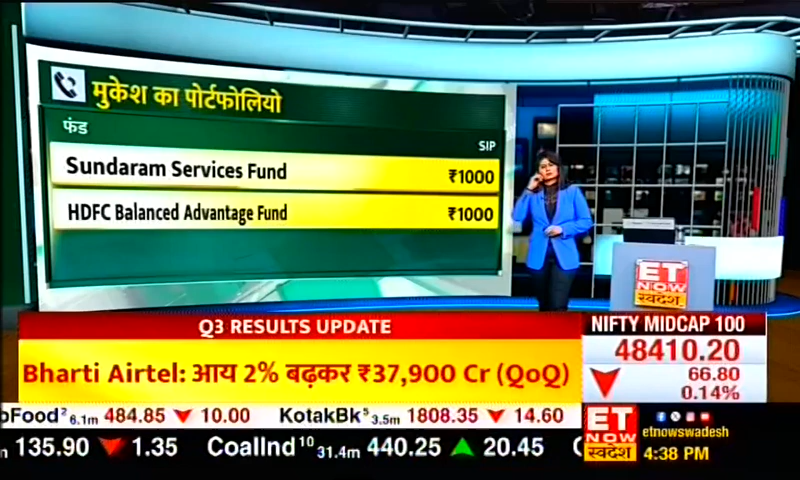 मुकेश का पोर्टफोलियो
फंड
SIP
Sundaram Services Fund ₹1000
HDFC Balanced Advantage Fund ₹1000
ET
NOW
स्वदेश
Q3 RESULTS UPDATE
Bharti Airtel: आय 2% बढ़कर ₹37,900 Cr (QoQ)
NIFTY MIDCAP 100
48410.20
66.80
0.14%
oFood² 6.1m 484.85 ▼ 10.00 KotakBk⁵ 3.5m 1808.35 ▼ 14.60
135.90 ▼ 1.35 CoalInd¹⁰ 31.4m 440.25 ▲ 20.45
ET
NOW
स्वदेश
etnowswadesh
4:38 PM